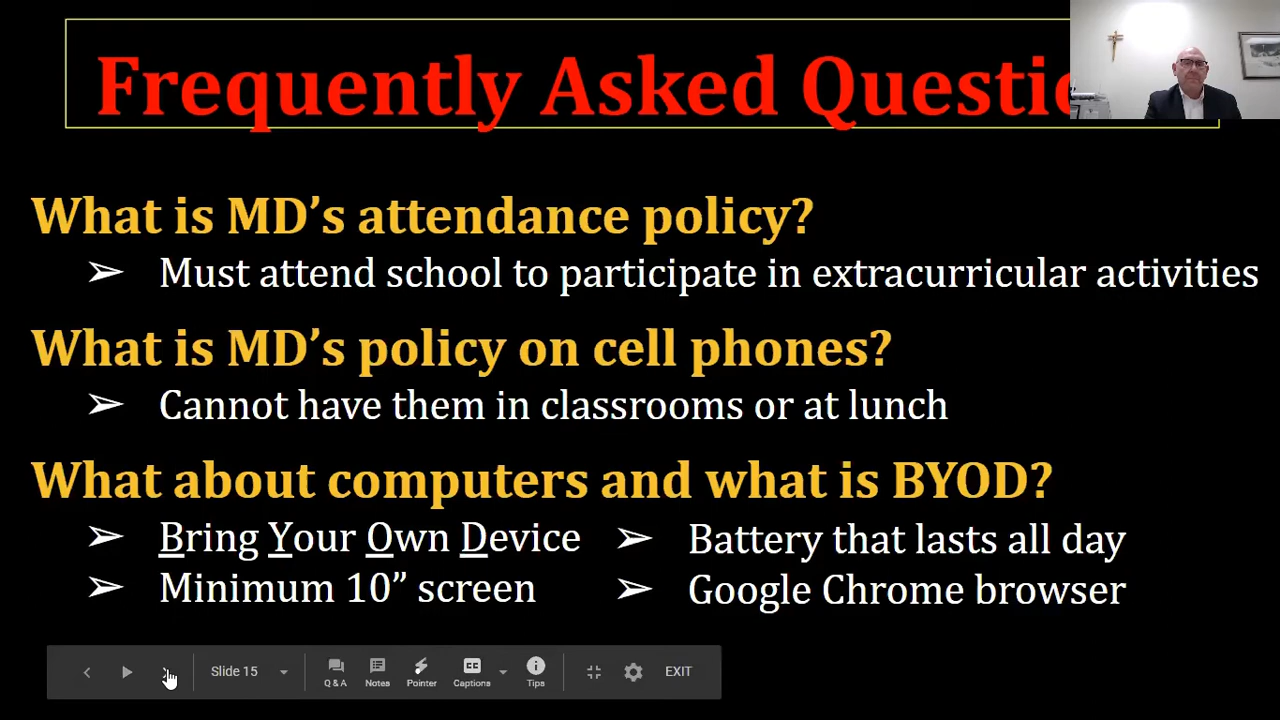 Frequently Asked Questio
What is MD’s attendance policy?
➢ Must attend school to participate in extracurricular activities
What is MD’s policy on cell phones?
➢ Cannot have them in classrooms or at lunch
What about computers and what is BYOD?
➢ Bring Your Own Device ➢ Battery that lasts all day
➢ Minimum 10” screen ➢ Google Chrome browser
Slide 15 Q & A Notes Pointer CC Captions Tips EXIT